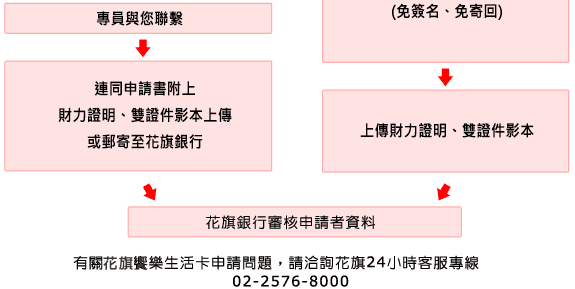 專員與您聯繫
連同申請書附上
財力證明、雙證件影本上傳
或郵寄至花旗銀行
(免簽名、免寄回)
上傳財力證明、雙證件影本
花旗銀行審核申請者資料
有關花旗饗樂生活卡申請問題，請洽詢花旗24小時客服專線
02-2576-8000